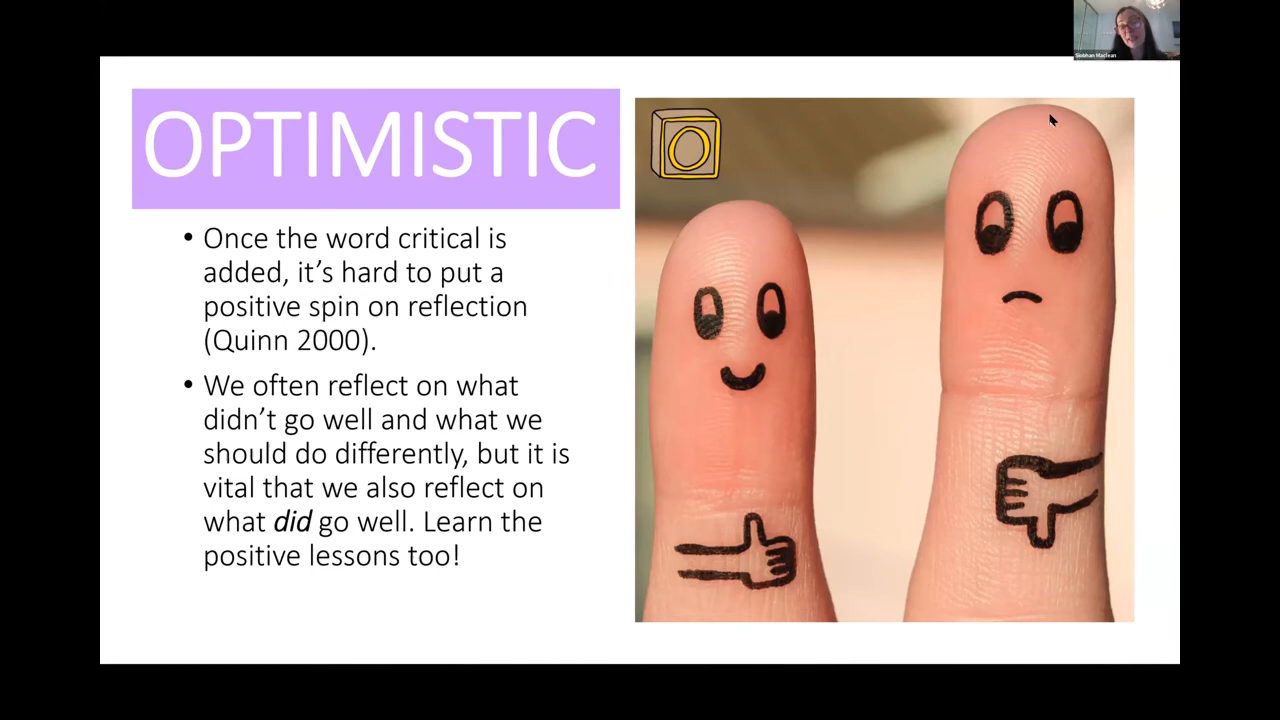 Siobhan Maclean
OPTIMISTIC
O
• Once the word critical is
added, it’s hard to put a
positive spin on reflection
(Quinn 2000).
• We often reflect on what
didn’t go well and what we
should do differently, but it is
vital that we also reflect on
what did go well. Learn the
positive lessons too!